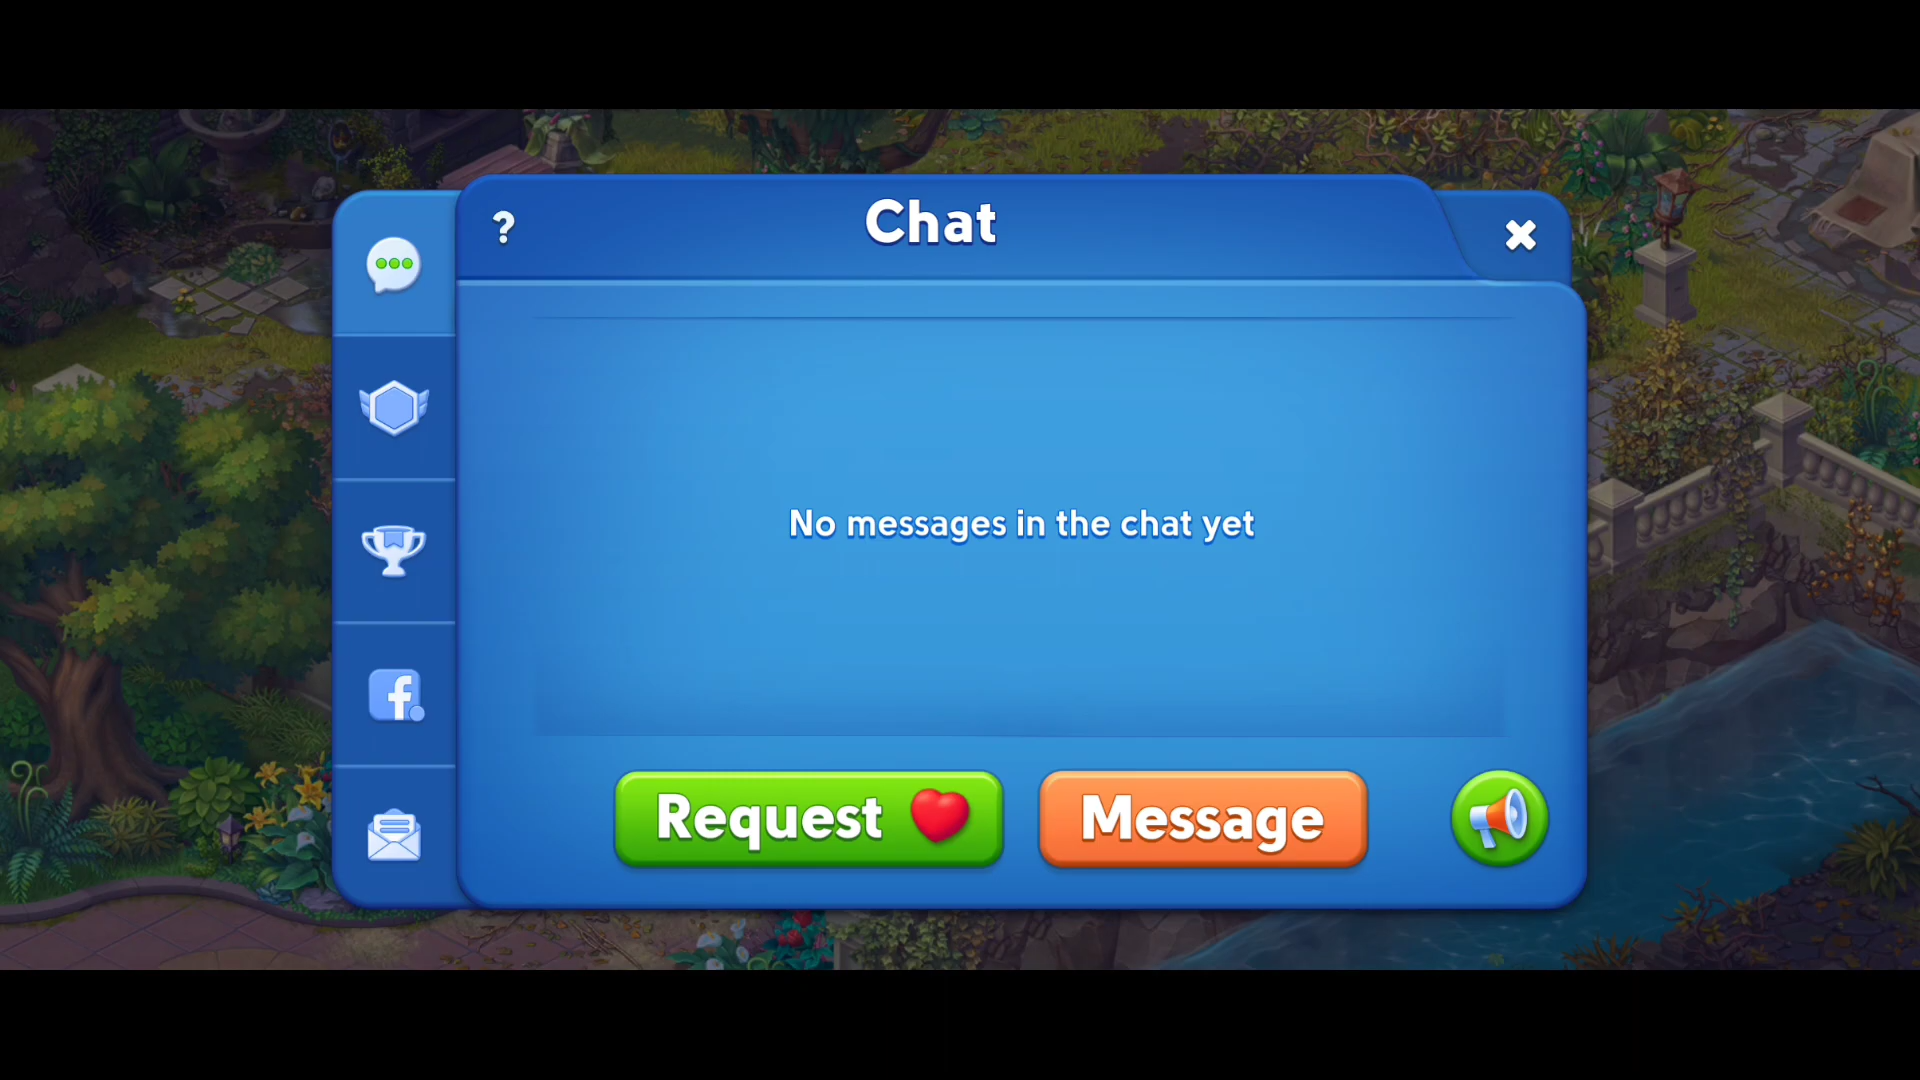 ?
Chat
No messages in the chat yet
Request
Message